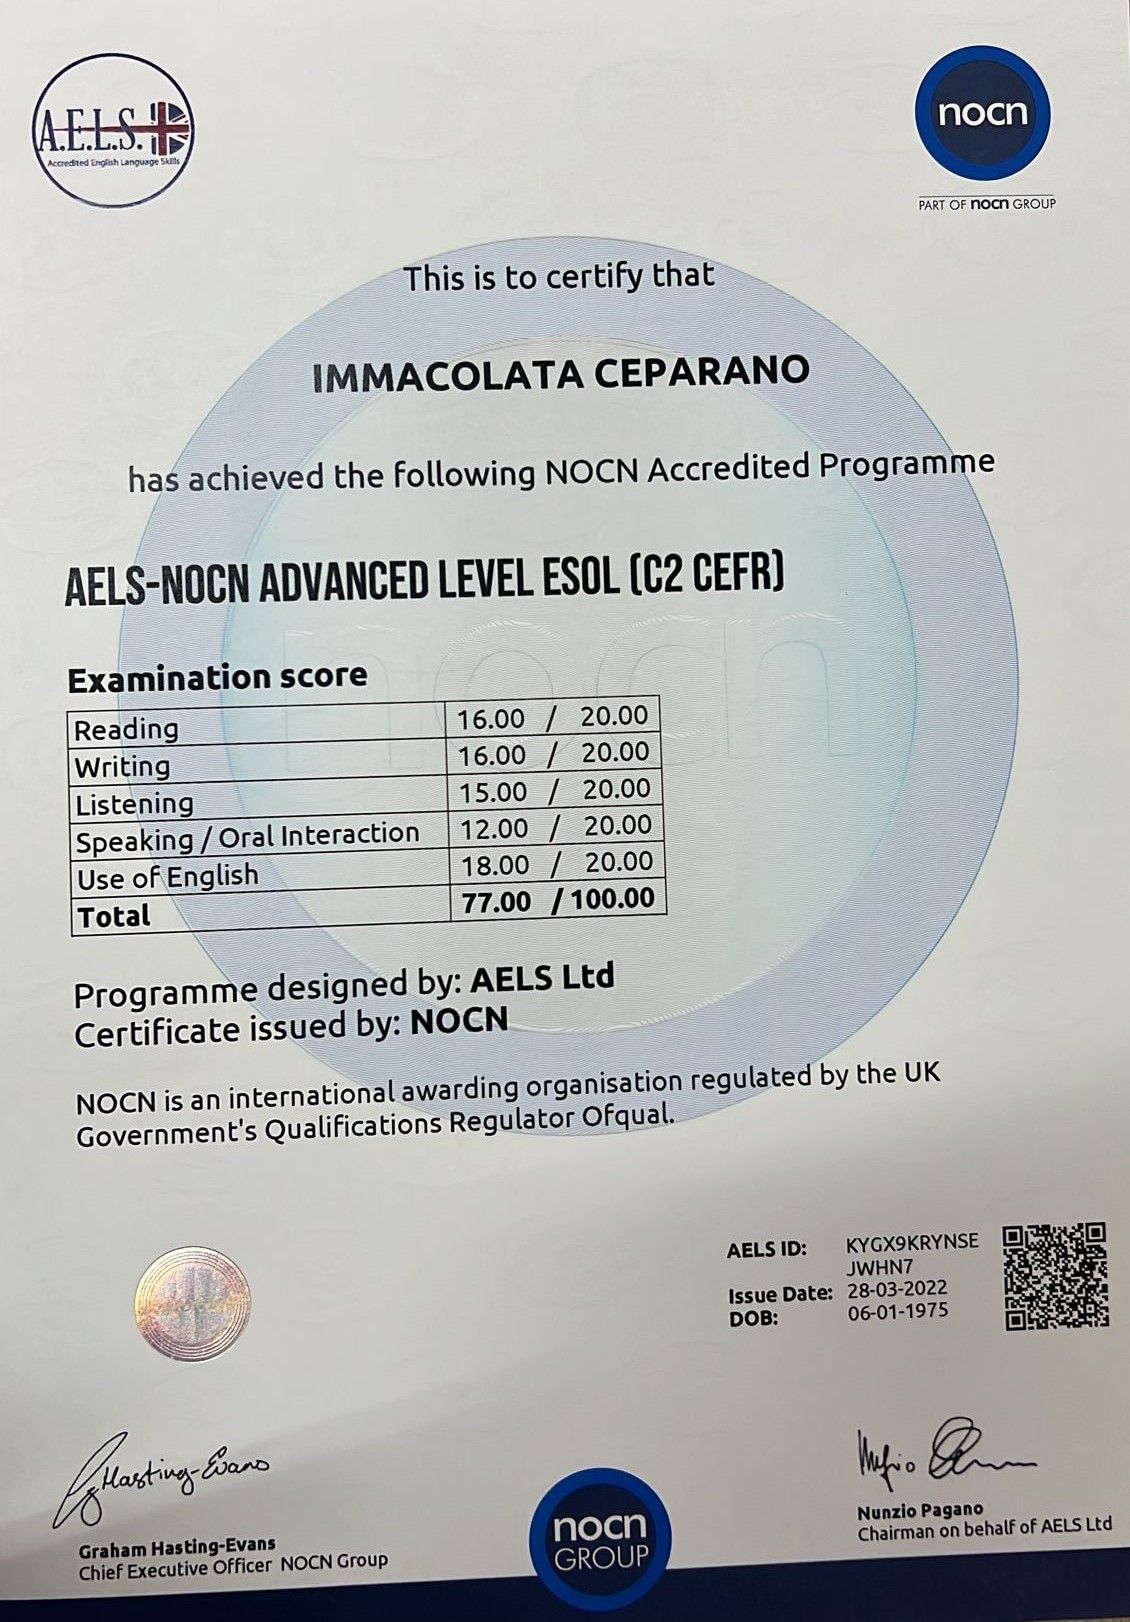 A.E.L.S.
Accredited English Language Skills
nocn
PART OF nocn GROUP
This is to certify that
IMMACOLATA CEPARANO
has achieved the following NOCN Accredited Programme
AELS-NOCN ADVANCED LEVEL ESOL (C2 CEFR)
nocn
Examination score
Reading 16.00 / 20.00
Writing 16.00 / 20.00
Listening 15.00 / 20.00
Speaking / Oral Interaction 12.00 / 20.00
Use of English 18.00 / 20.00
Total 77.00 / 100.00
Programme designed by: AELS Ltd
Certificate issued by: NOCN
NOCN is an international awarding organisation regulated by the UK
Government's Qualifications Regulator Ofqual.
AELS ID: KYGX9KRYNSE
JWHN7
Issue Date: 28-03-2022
DOB: 06-01-1975
Hasting-Evans
Graham Hasting-Evans
Chief Executive Officer NOCN Group
nocn
GROUP
Nunzio Pagano
Chairman on behalf of AELS Ltd